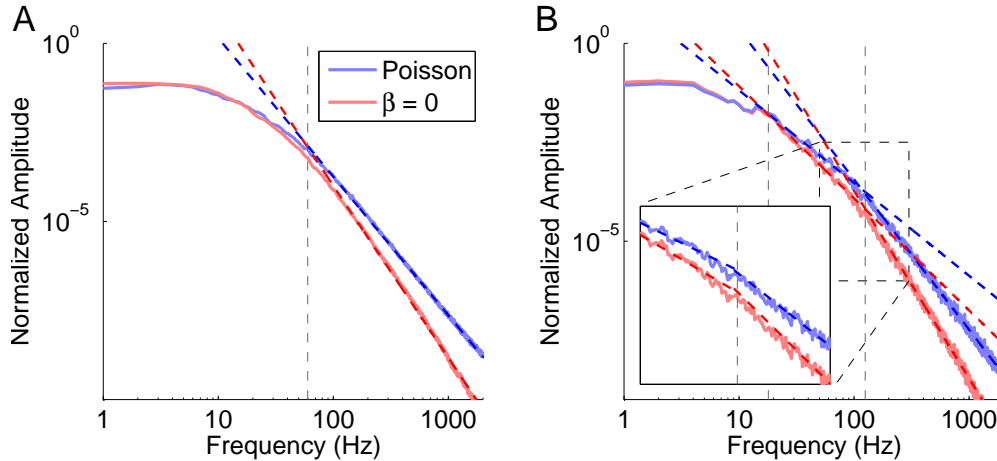 A
B
10^0
10^-5
Normalized Amplitude
Poisson
β = 0
1
10
100
1000
Frequency (Hz)
10^0
10^-5
Normalized Amplitude
1
10
100
1000
Frequency (Hz)